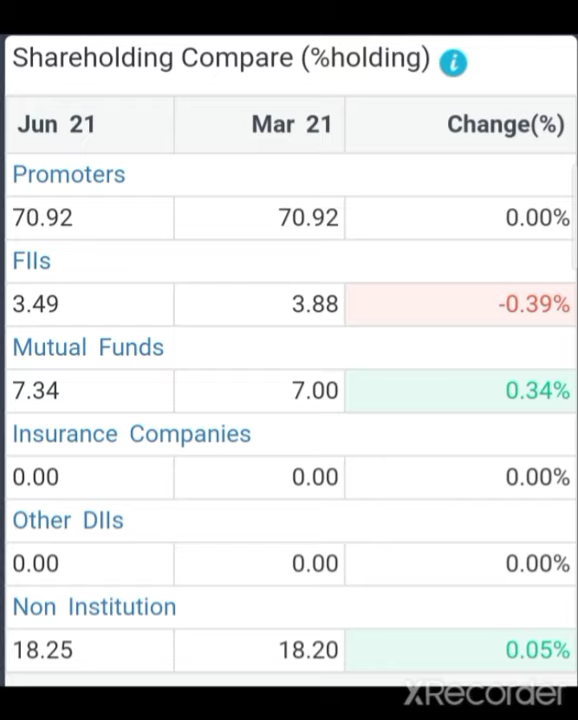 Shareholding Compare (%holding) i
Jun 21 Mar 21 Change(%)
Promoters
70.92 70.92 0.00%
FIIs
3.49 3.88 -0.39%
Mutual Funds
7.34 7.00 0.34%
Insurance Companies
0.00 0.00 0.00%
Other DIIs
0.00 0.00 0.00%
Non Institution
18.25 18.20 0.05%
XRecorder